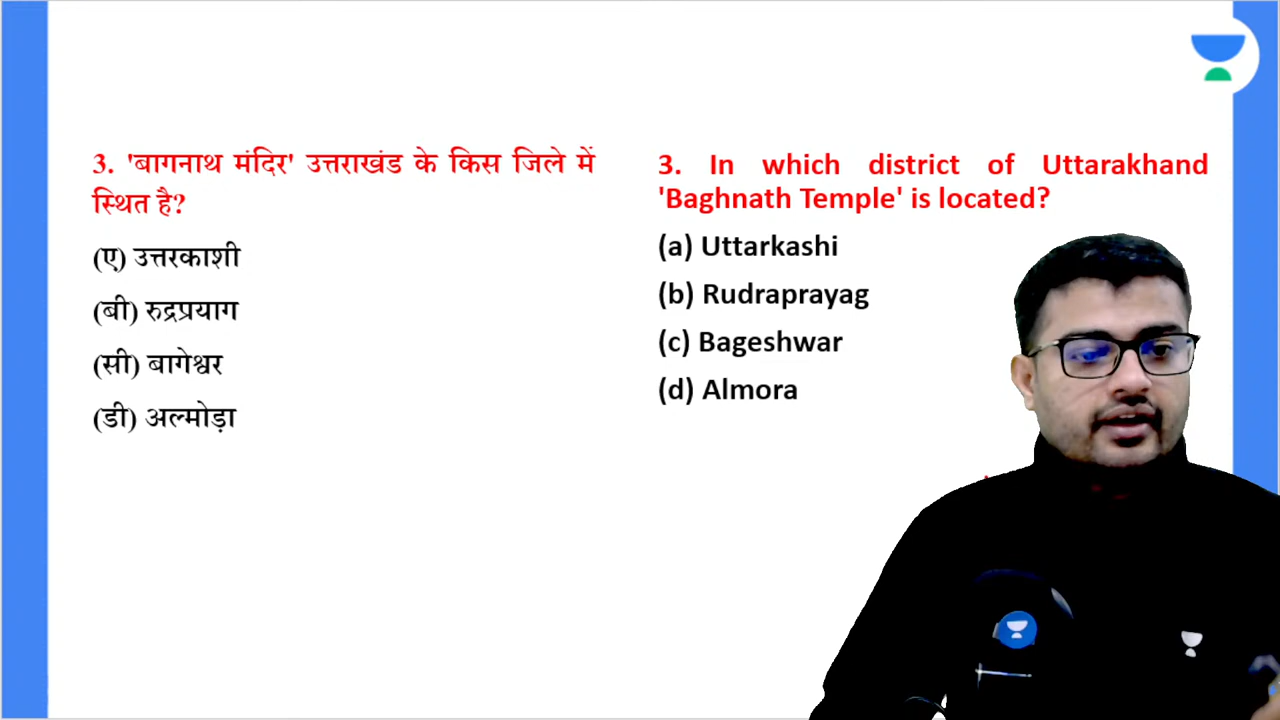 3. 'बागनाथ मंदिर' उत्तराखंड के किस जिले में
स्थित है?
(ए) उत्तरकाशी
(बी) रुद्रप्रयाग
(सी) बागेश्वर
(डी) अल्मोड़ा
3. In which district of Uttarakhand
'Baghnath Temple' is located?
(a) Uttarkashi
(b) Rudraprayag
(c) Bageshwar
(d) Almora